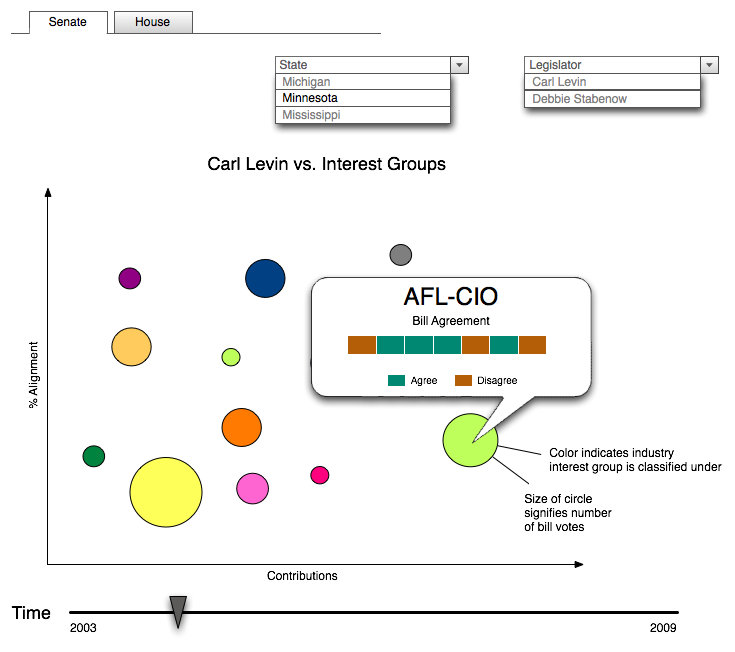 Senate
House
State
Michigan
Minnesota
Mississippi
Legislator
Carl Levin
Debbie Stabenow
Carl Levin vs. Interest Groups
AFL-CIO
Bill Agreement
Agree
Disagree
% Alignment
Color indicates industry
interest group is classified under
Size of circle
signifies number
of bill votes
Contributions
Time
2003
2009